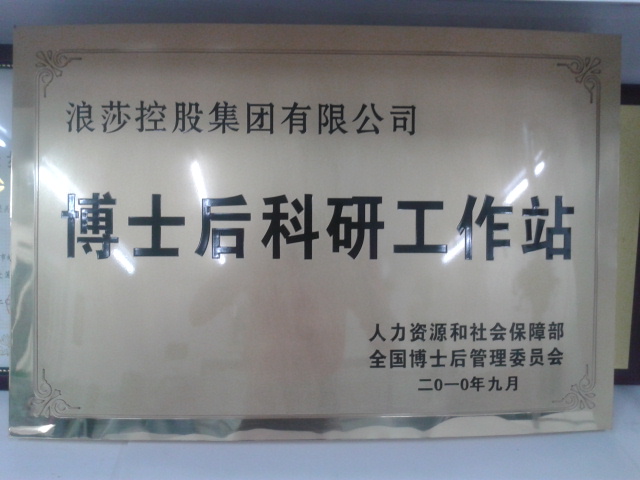 浪莎控股集团有限公司
博士后科研工作站
人力资源和社会保障部
全国博士后管理委员会
二0一0年九月